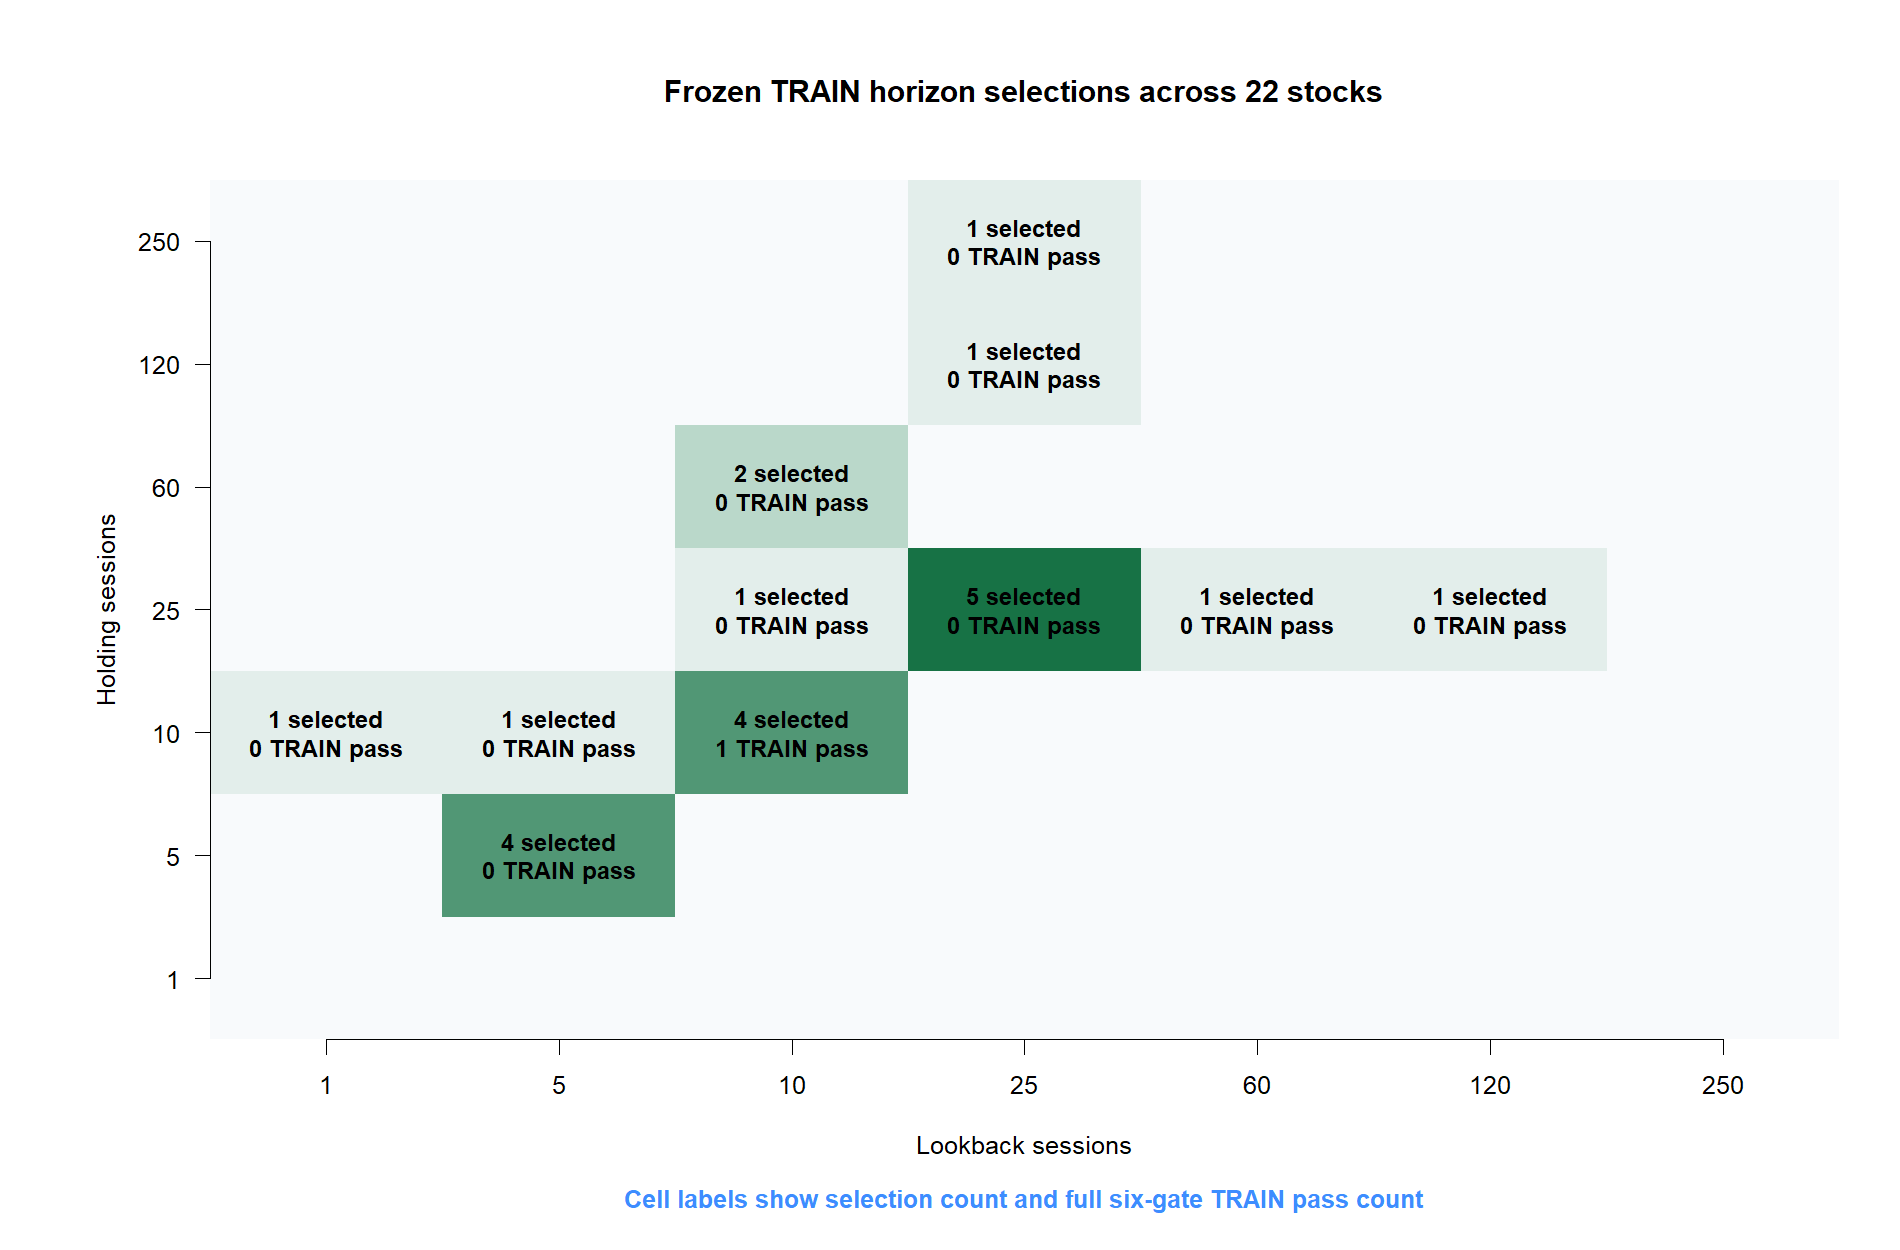 Frozen TRAIN horizon selections across 22 stocks
Holding sessions
250
1 selected
0 TRAIN pass
120
1 selected
0 TRAIN pass
60
2 selected
0 TRAIN pass
25
1 selected
0 TRAIN pass
5 selected
0 TRAIN pass
1 selected
0 TRAIN pass
1 selected
0 TRAIN pass
10
1 selected
0 TRAIN pass
1 selected
0 TRAIN pass
4 selected
1 TRAIN pass
5
4 selected
0 TRAIN pass
1
1 5 10 25 60 120 250
Lookback sessions
Cell labels show selection count and full six-gate TRAIN pass count